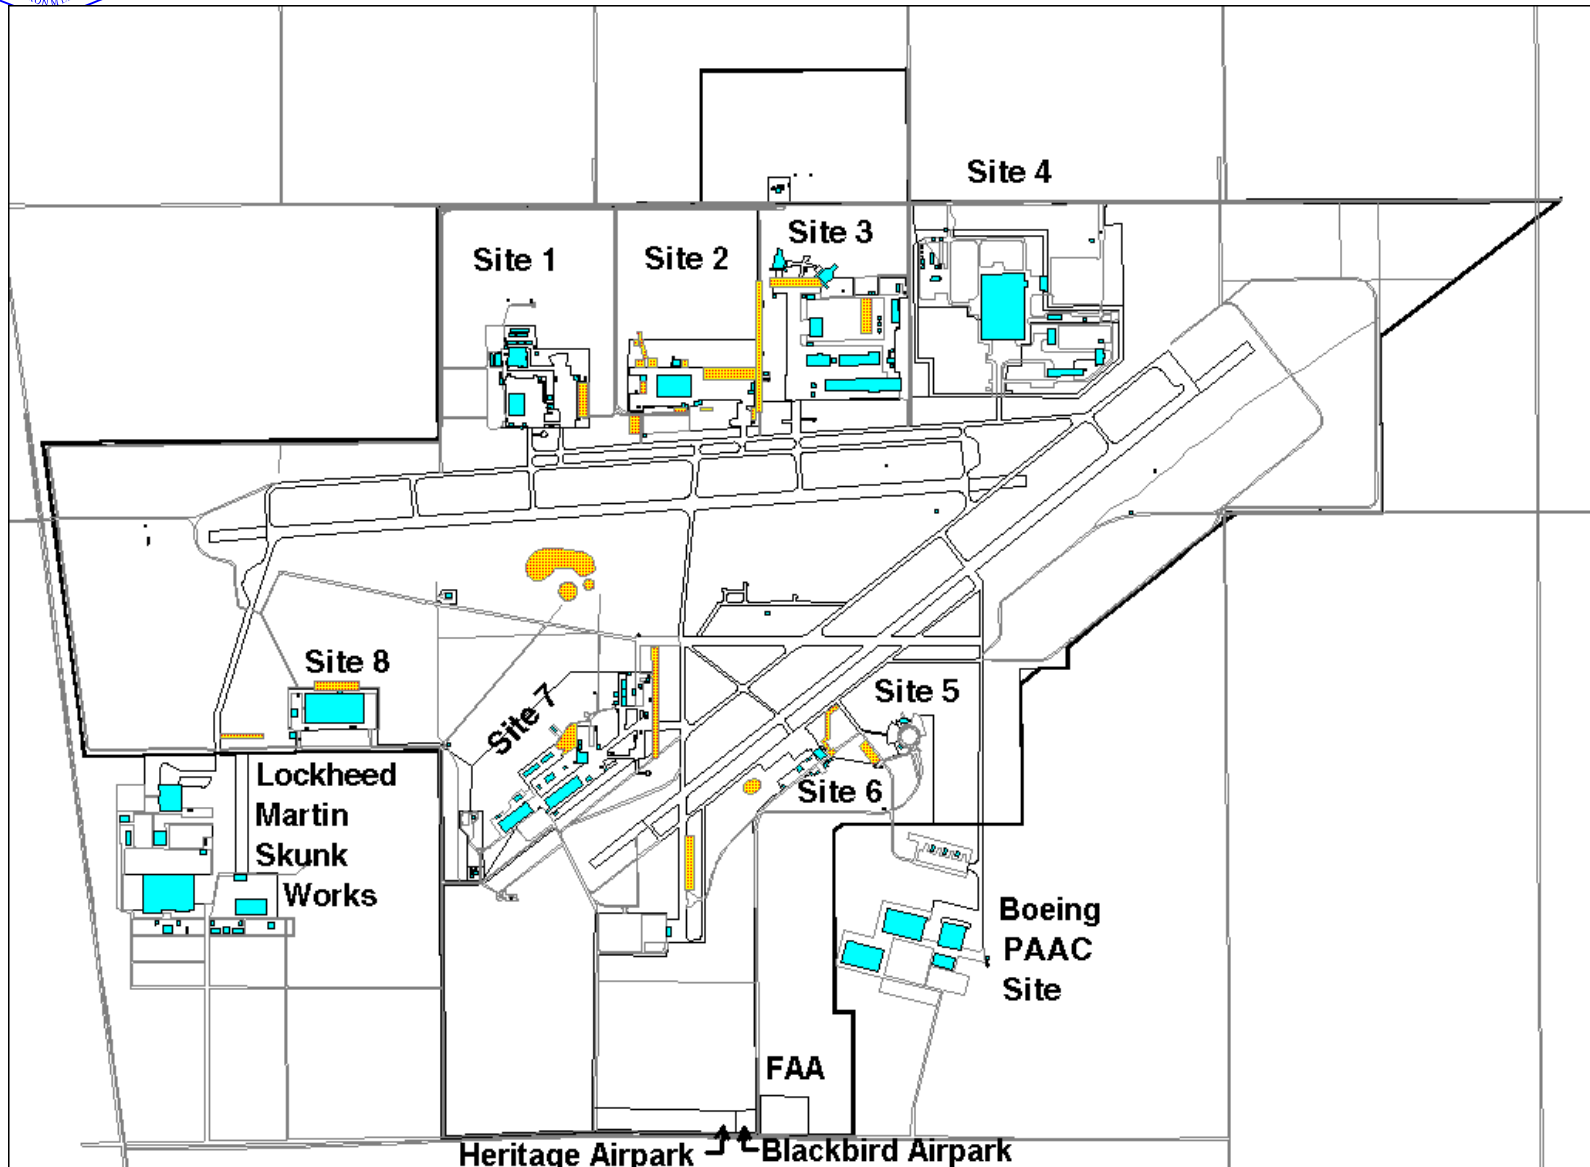 Site 4
Site 3
Site 1
Site 2
Site 8
Site 7
Site 5
Site 6
Lockheed
Martin
Skunk
Works
Boeing
PAAC
Site
FAA
Heritage Airpark
Blackbird Airpark